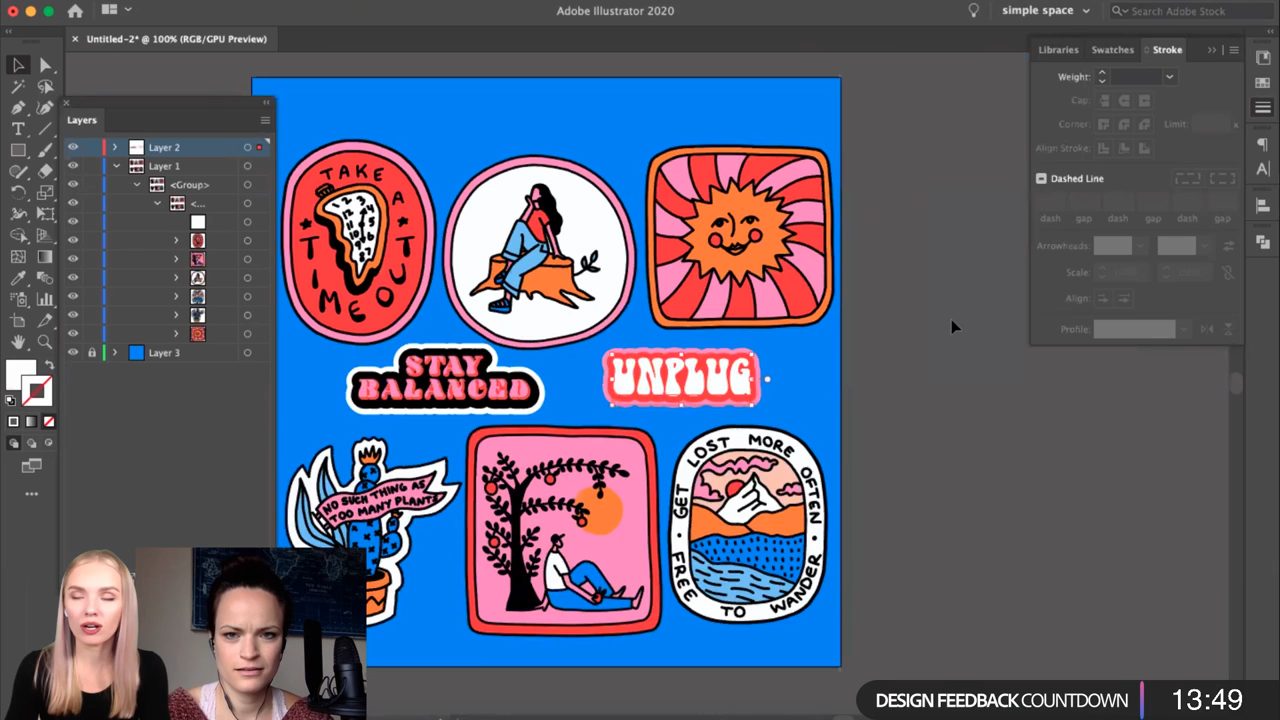 Adobe Illustrator 2020
simple space
Search Adobe Stock
× Untitled-2* @ 100% (RGB/GPU Preview)
Libraries Swatches Stroke
Weight:
Cap:
Corner: Limit: x
Align Stroke:
Dashed Line
dash gap dash gap dash gap
Arrowheads:
Scale:
Align:
Profile:
Layers
Layer 2
Layer 1
<Group>
<...
Layer 3
TAKE A TIME OUT
STAY
BALANCED
UNPLUG
NO SUCH THING AS
TOO MANY PLANTS
GET LOST MORE OFTEN
FREE TO WANDER
DESIGN FEEDBACK COUNTDOWN 13:49